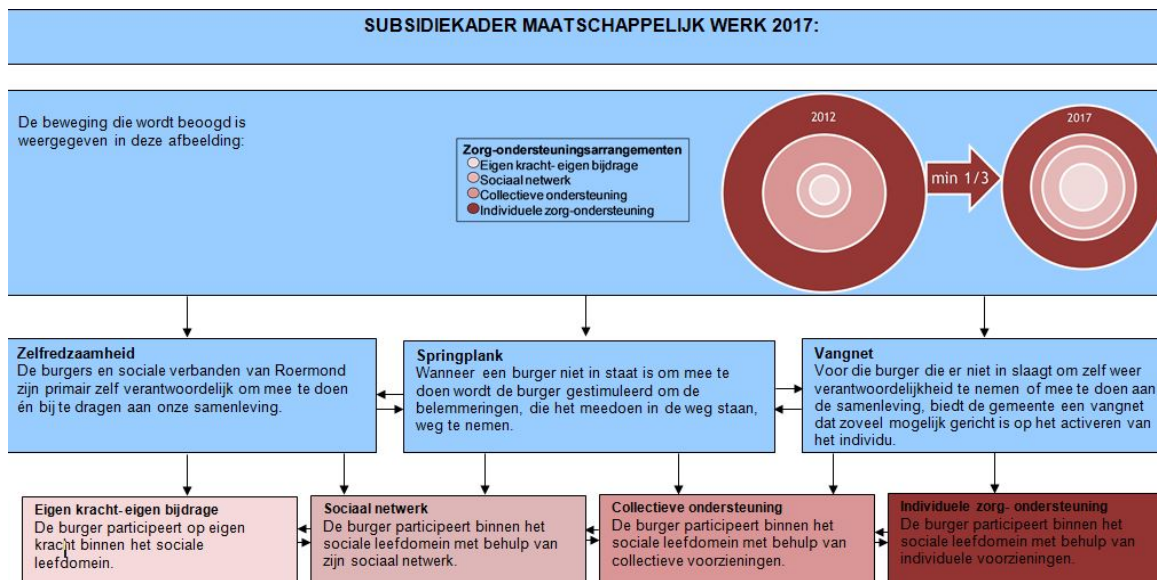 SUBSIDIEKADER MAATSCHAPPELIJK WERK 2017:
De beweging die wordt beoogd is
weergegeven in deze afbeelding:
Zorg-ondersteuningsarrangementen
Eigen kracht- eigen bijdrage
Sociaal netwerk
Collectieve ondersteuning
Individuele zorg-ondersteuning
2012
min 1/3
2017
Zelfredzaamheid
De burgers en sociale verbanden van Roermond
zijn primair zelf verantwoordelijk om mee te doen
én bij te dragen aan onze samenleving.
Springplank
Wanneer een burger niet in staat is om mee te
doen wordt de burger gestimuleerd om de
belemmeringen, die het meedoen in de weg staan,
weg te nemen.
Vangnet
Voor die burger die er niet in slaagt om zelf weer
verantwoordelijkheid te nemen of mee te doen aan
de samenleving, biedt de gemeente een vangnet
dat zoveel mogelijk gericht is op het activeren van
het individu.
Eigen kracht- eigen bijdrage
De burger participeert op eigen
kracht binnen het sociale
leefdomein.
Sociaal netwerk
De burger participeert binnen het
sociale leefdomein met behulp van
zijn sociaal netwerk.
Collectieve ondersteuning
De burger participeert binnen het
sociale leefdomein met behulp van
collectieve voorzieningen.
Individuele zorg- ondersteuning
De burger participeert binnen het
sociale leefdomein met behulp van
individuele voorzieningen.